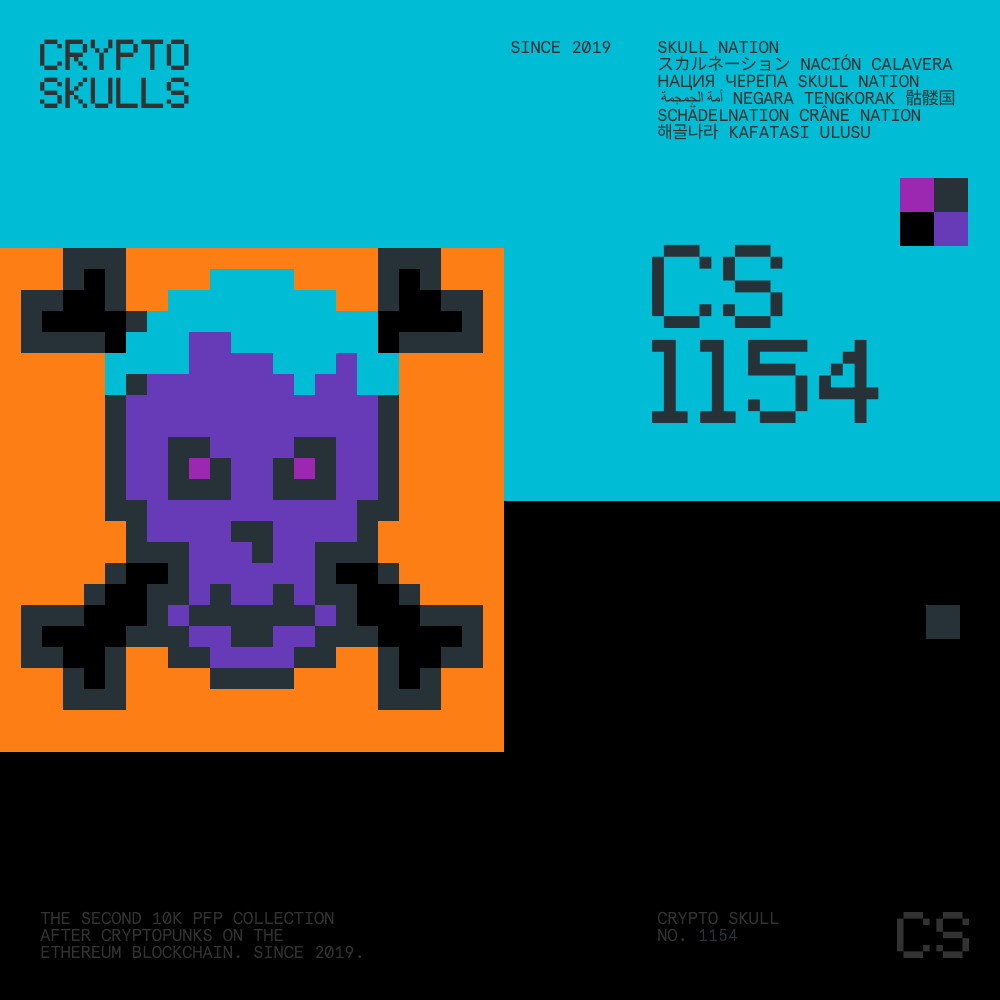 CRYPTO
SKULLS
SINCE 2019
SKULL NATION
スカルネーション NACIÓN CALAVERA
НАЦИЯ ЧЕРЕПА SKULL NATION
أمة الجمجمة NEGARA TENGKORAK 骷髅国
SCHÄDELNATION CRÂNE NATION
해골나라 KAFATASI ULUSU
CS
1154
THE SECOND 10K PFP COLLECTION
AFTER CRYPTOPUNKS ON THE
ETHEREUM BLOCKCHAIN. SINCE 2019.
CRYPTO SKULL
NO. 1154
CS